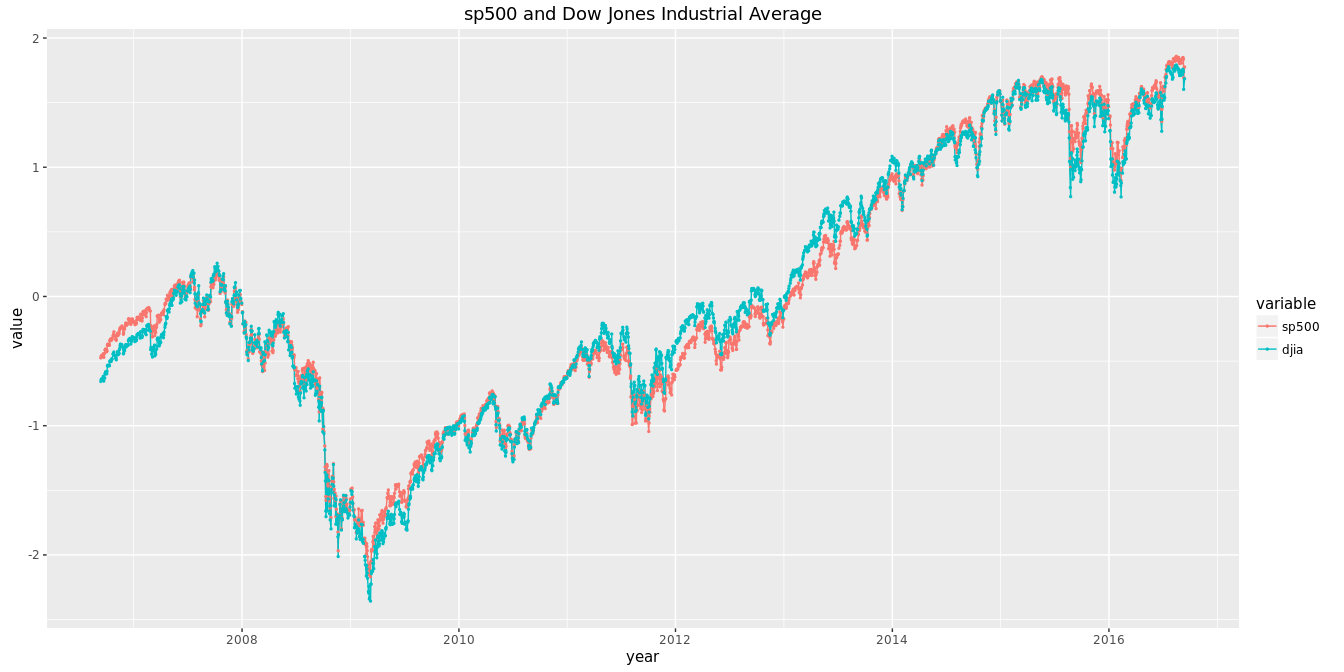 sp500 and Dow Jones Industrial Average
value
2
1
0
-1
-2
2008 2010 2012 2014 2016
year
variable
sp500
djia